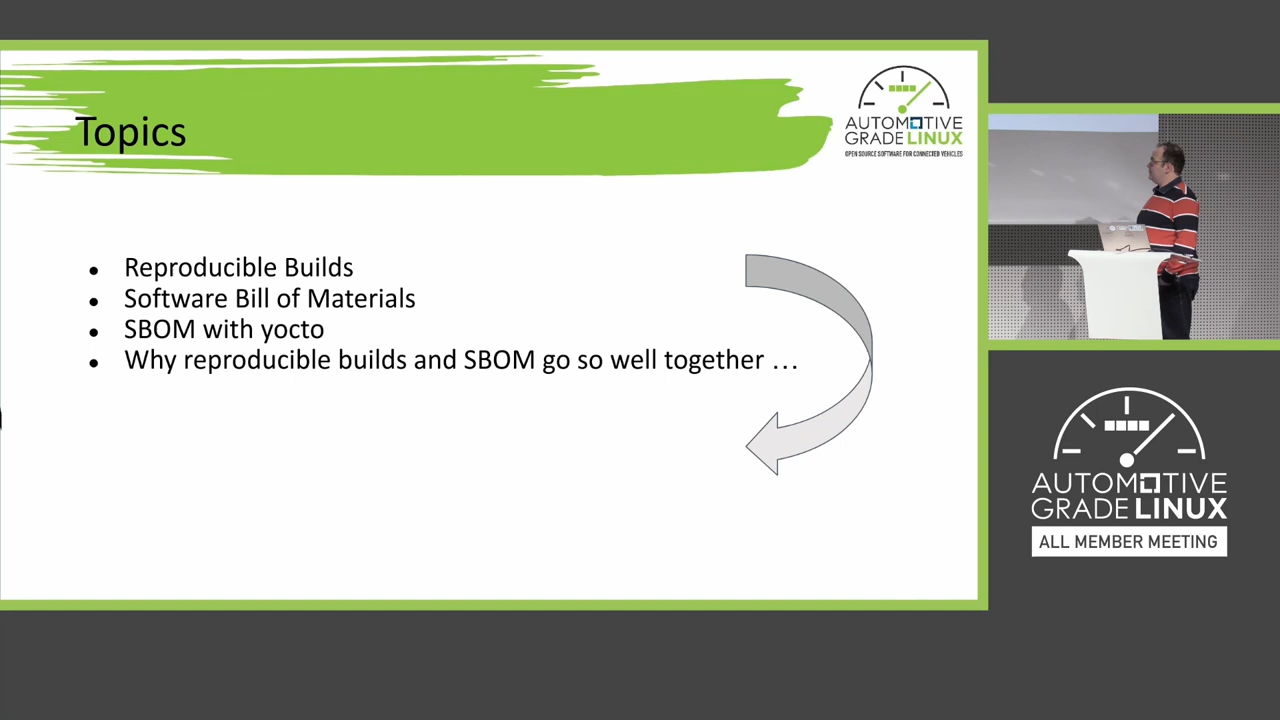 Topics
AUTOMOTIVE
GRADE LINUX
OPEN SOURCE SOFTWARE FOR CONNECTED VEHICLES
• Reproducible Builds
• Software Bill of Materials
• SBOM with yocto
• Why reproducible builds and SBOM go so well together …
AUTOMOTIVE
GRADE LINUX
ALL MEMBER MEETING